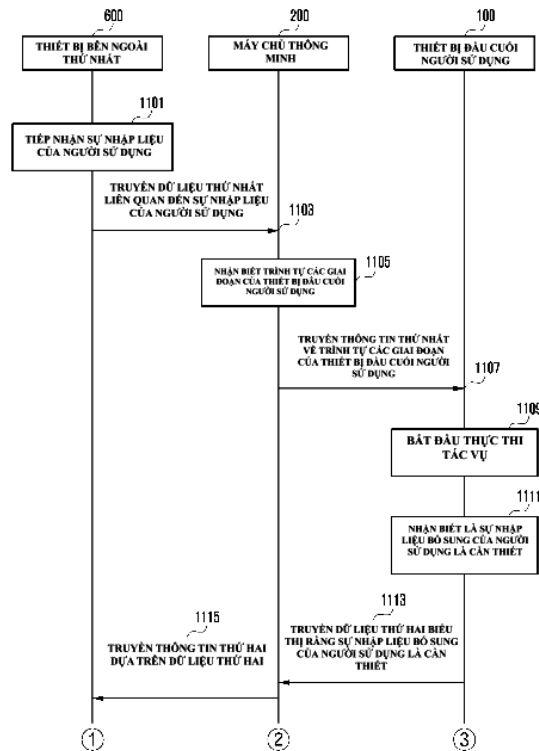 600
200
100
THIẾT BỊ BÊN NGOÀI
THỨ NHẤT
MÁY CHỦ THÔNG
MINH
THIẾT BỊ ĐẦU CUỐI
NGƯỜI SỬ DỤNG
1101
TIẾP NHẬN SỰ NHẬP LIỆU
CỦA NGƯỜI SỬ DỤNG
TRUYỀN DỮ LIỆU THỨ NHẤT
LIÊN QUAN ĐẾN SỰ NHẬP LIỆU
CỦA NGƯỜI SỬ DỤNG
1103
1105
NHẬN BIẾT TRÌNH TỰ CÁC GIAI
ĐOẠN CỦA THIẾT BỊ ĐẦU CUỐI
NGƯỜI SỬ DỤNG
TRUYỀN THÔNG TIN THỨ NHẤT
VỀ TRÌNH TỰ CÁC GIAI ĐOẠN
CỦA THIẾT BỊ ĐẦU CUỐI NGƯỜI
SỬ DỤNG
1107
1109
BẮT ĐẦU THỰC THI
TÁC VỤ
1111
NHẬN BIẾT LÀ SỰ NHẬP
LIỆU BỔ SUNG CỦA NGƯỜI
SỬ DỤNG LÀ CẦN THIẾT
1113
TRUYỀN DỮ LIỆU THỨ HAI BIỂU
THỊ RẰNG SỰ NHẬP LIỆU BỔ SUNG
CỦA NGƯỜI SỬ DỤNG LÀ CẦN
THIẾT
1115
TRUYỀN THÔNG TIN THỨ HAI
DỰA TRÊN DỮ LIỆU THỨ HAI
1
2
3